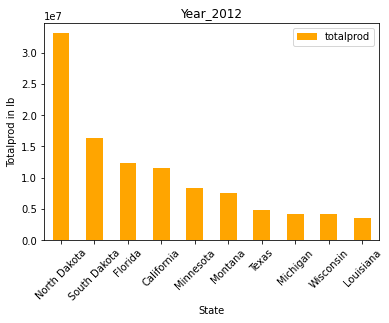 Year_2012
1e7
totalprod
Totalprod in lb
3.0
2.5
2.0
1.5
1.0
0.5
0.0
North Dakota
South Dakota
Florida
California
Minnesota
Montana
Texas
Michigan
Wisconsin
Louisiana
State